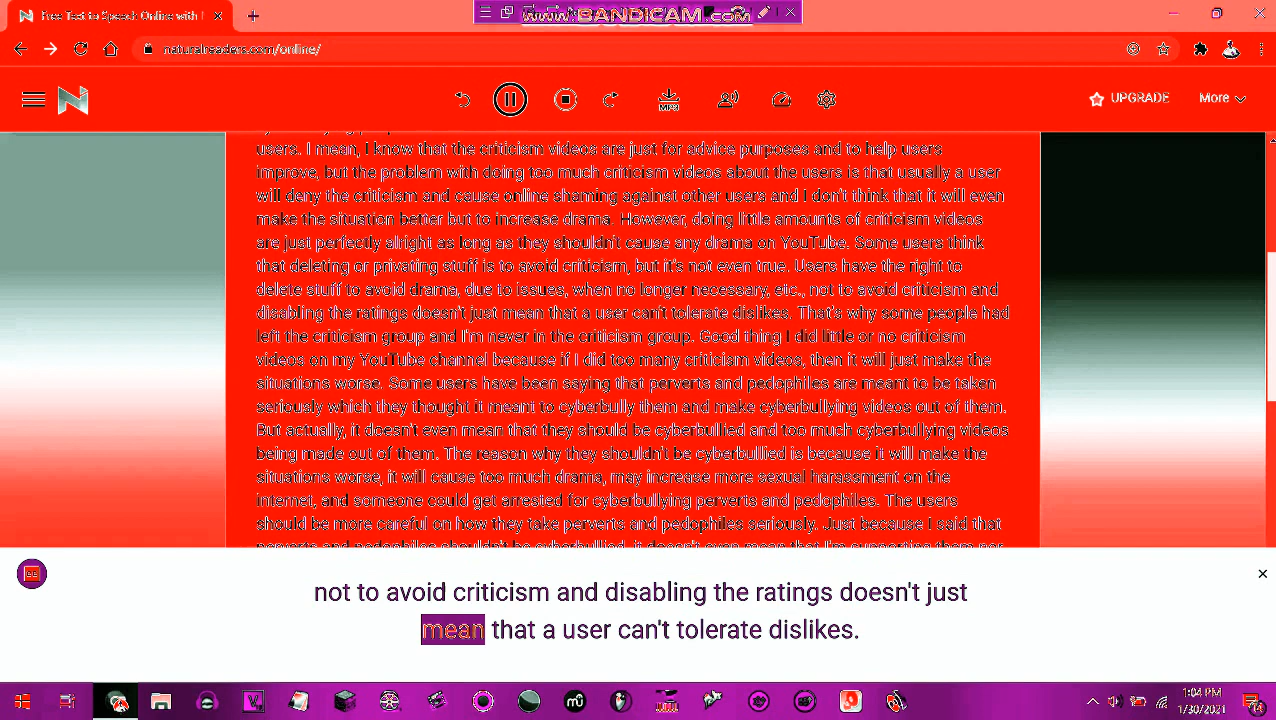 Free Text to Speech Online with
www.BANDICAM.com
naturalreaders.com/online/
MP3
UPGRADE
More
users. I mean, I know that the criticism videos are just for advice purposes and to help users
improve, but the problem with doing too much criticism videos about the users is that usually a user
will deny the criticism and cause online shaming against other users and I don't think that it will even
make the situation better but to increase drama. However, doing little amounts of criticism videos
are just perfectly alright as long as they shouldn't cause any drama on YouTube. Some users think
that deleting or privating stuff is to avoid criticism, but it's not even true. Users have the right to
delete stuff to avoid drama, due to issues, when no longer necessary, etc., not to avoid criticism and
disabling the ratings doesn't just mean that a user can't tolerate dislikes. That's why some people had
left the criticism group and I'm never in the criticism group. Good thing I did little or no criticism
videos on my YouTube channel because if I did too many criticism videos, then it will just make the
situations worse. Some users have been saying that perverts and pedophiles are meant to be taken
seriously which they thought it meant to cyberbully them and make cyberbullying videos out of them.
But actually, it doesn't even mean that they should be cyberbullied and too much cyberbullying videos
being made out of them. The reason why they shouldn't be cyberbullied is because it will make the
situations worse, it will cause too much drama, may increase more sexual harassment on the
internet, and someone could get arrested for cyberbullying perverts and pedophiles. The users
should be more careful on how they take perverts and pedophiles seriously. Just because I said that
perverts and pedophiles shouldn't be cyberbullied, it doesn't even mean that I'm supporting them nor
not to avoid criticism and disabling the ratings doesn't just
mean that a user can't tolerate dislikes.
1:04 PM
1/30/2021